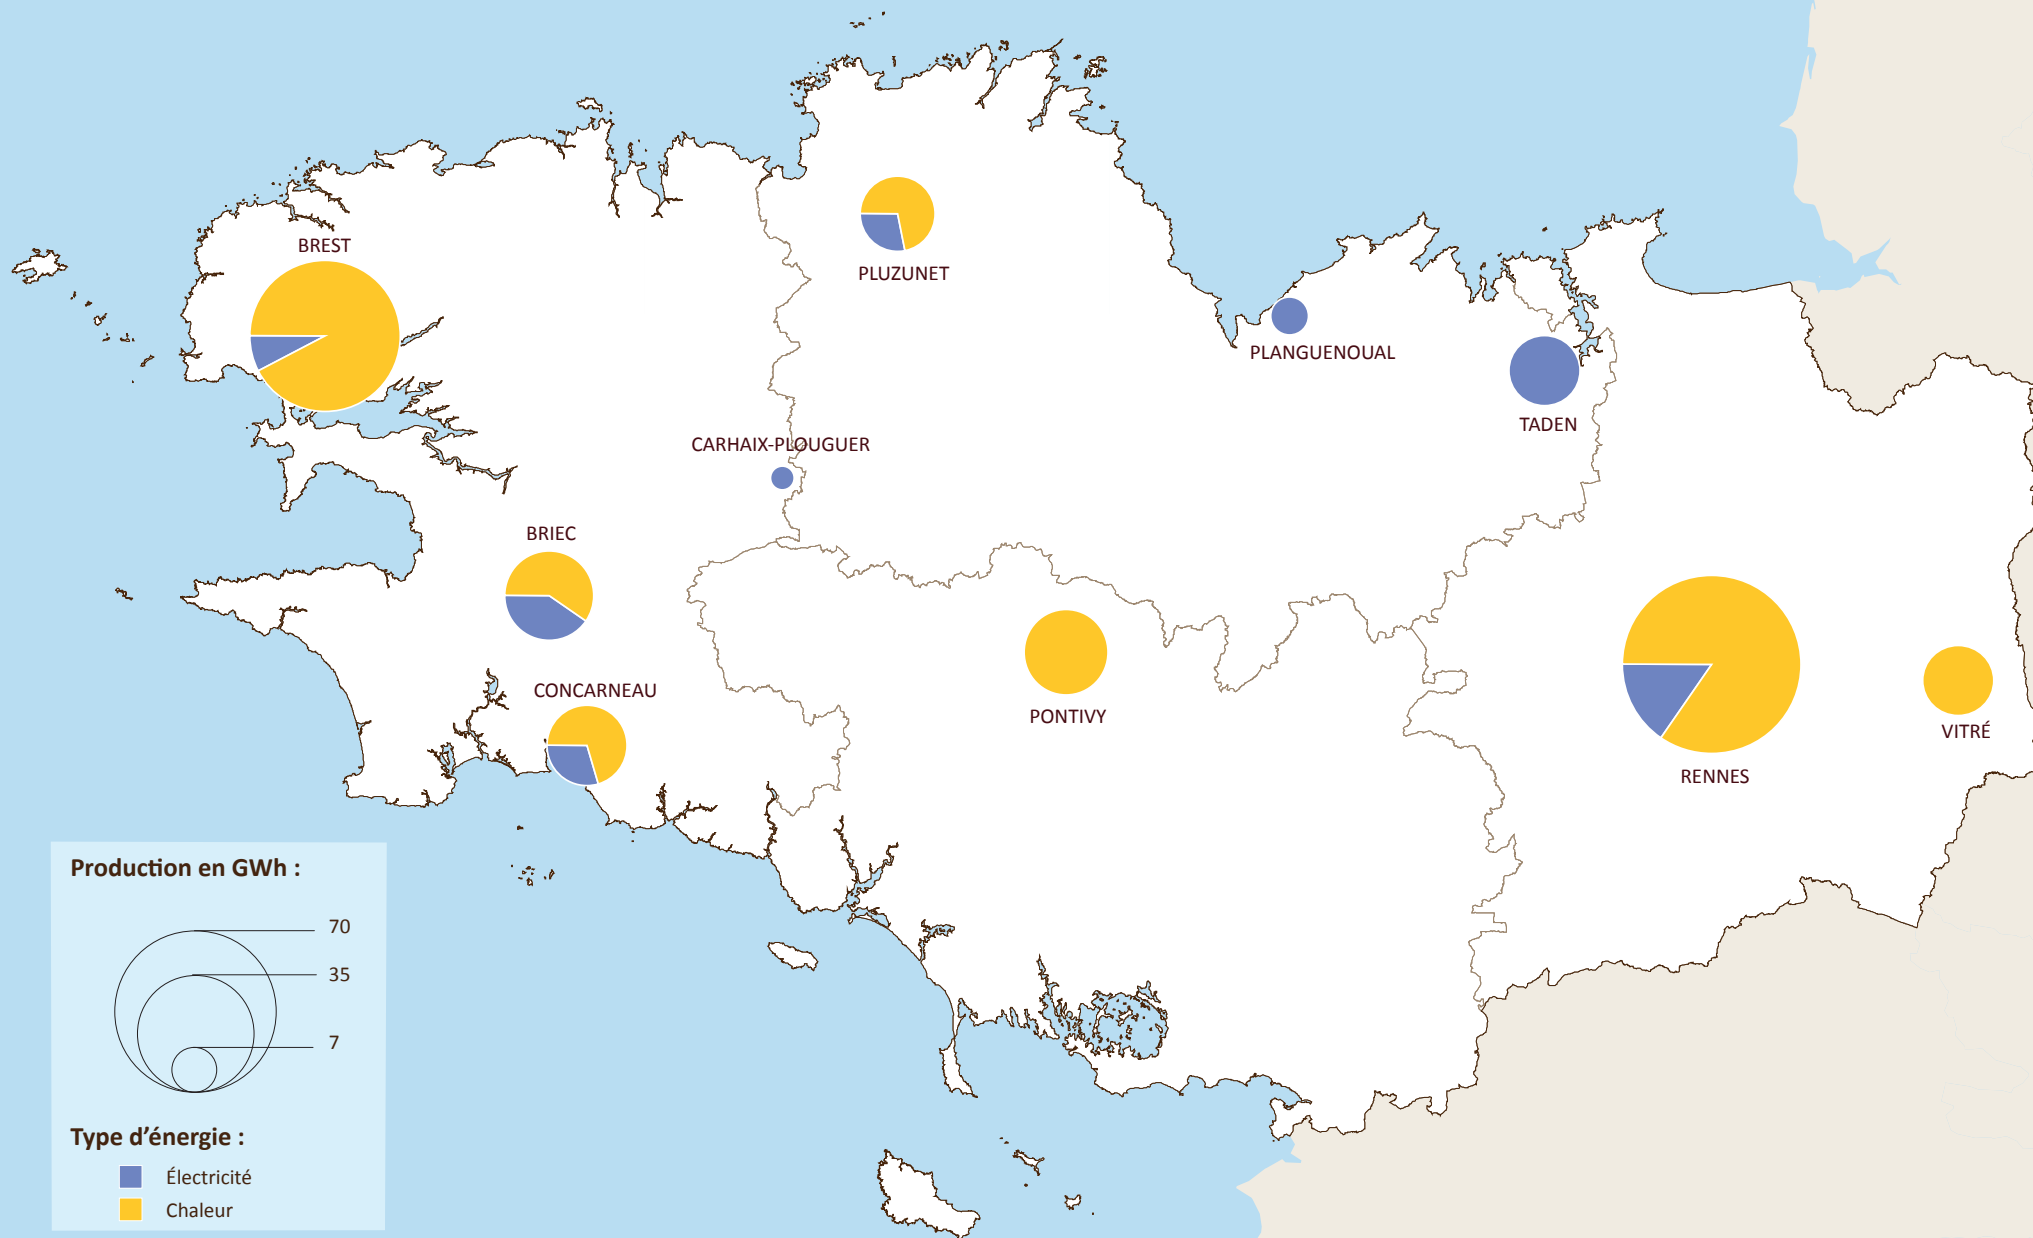 BREST
PLUZUNET
PLANGUENOUAL
TADEN
CARHAIX-PLOUGUER
BRIEC
CONCARNEAU
PONTIVY
VITRÉ
RENNES
Production en GWh :
70
35
7
Type d'énergie :
Électricité
Chaleur